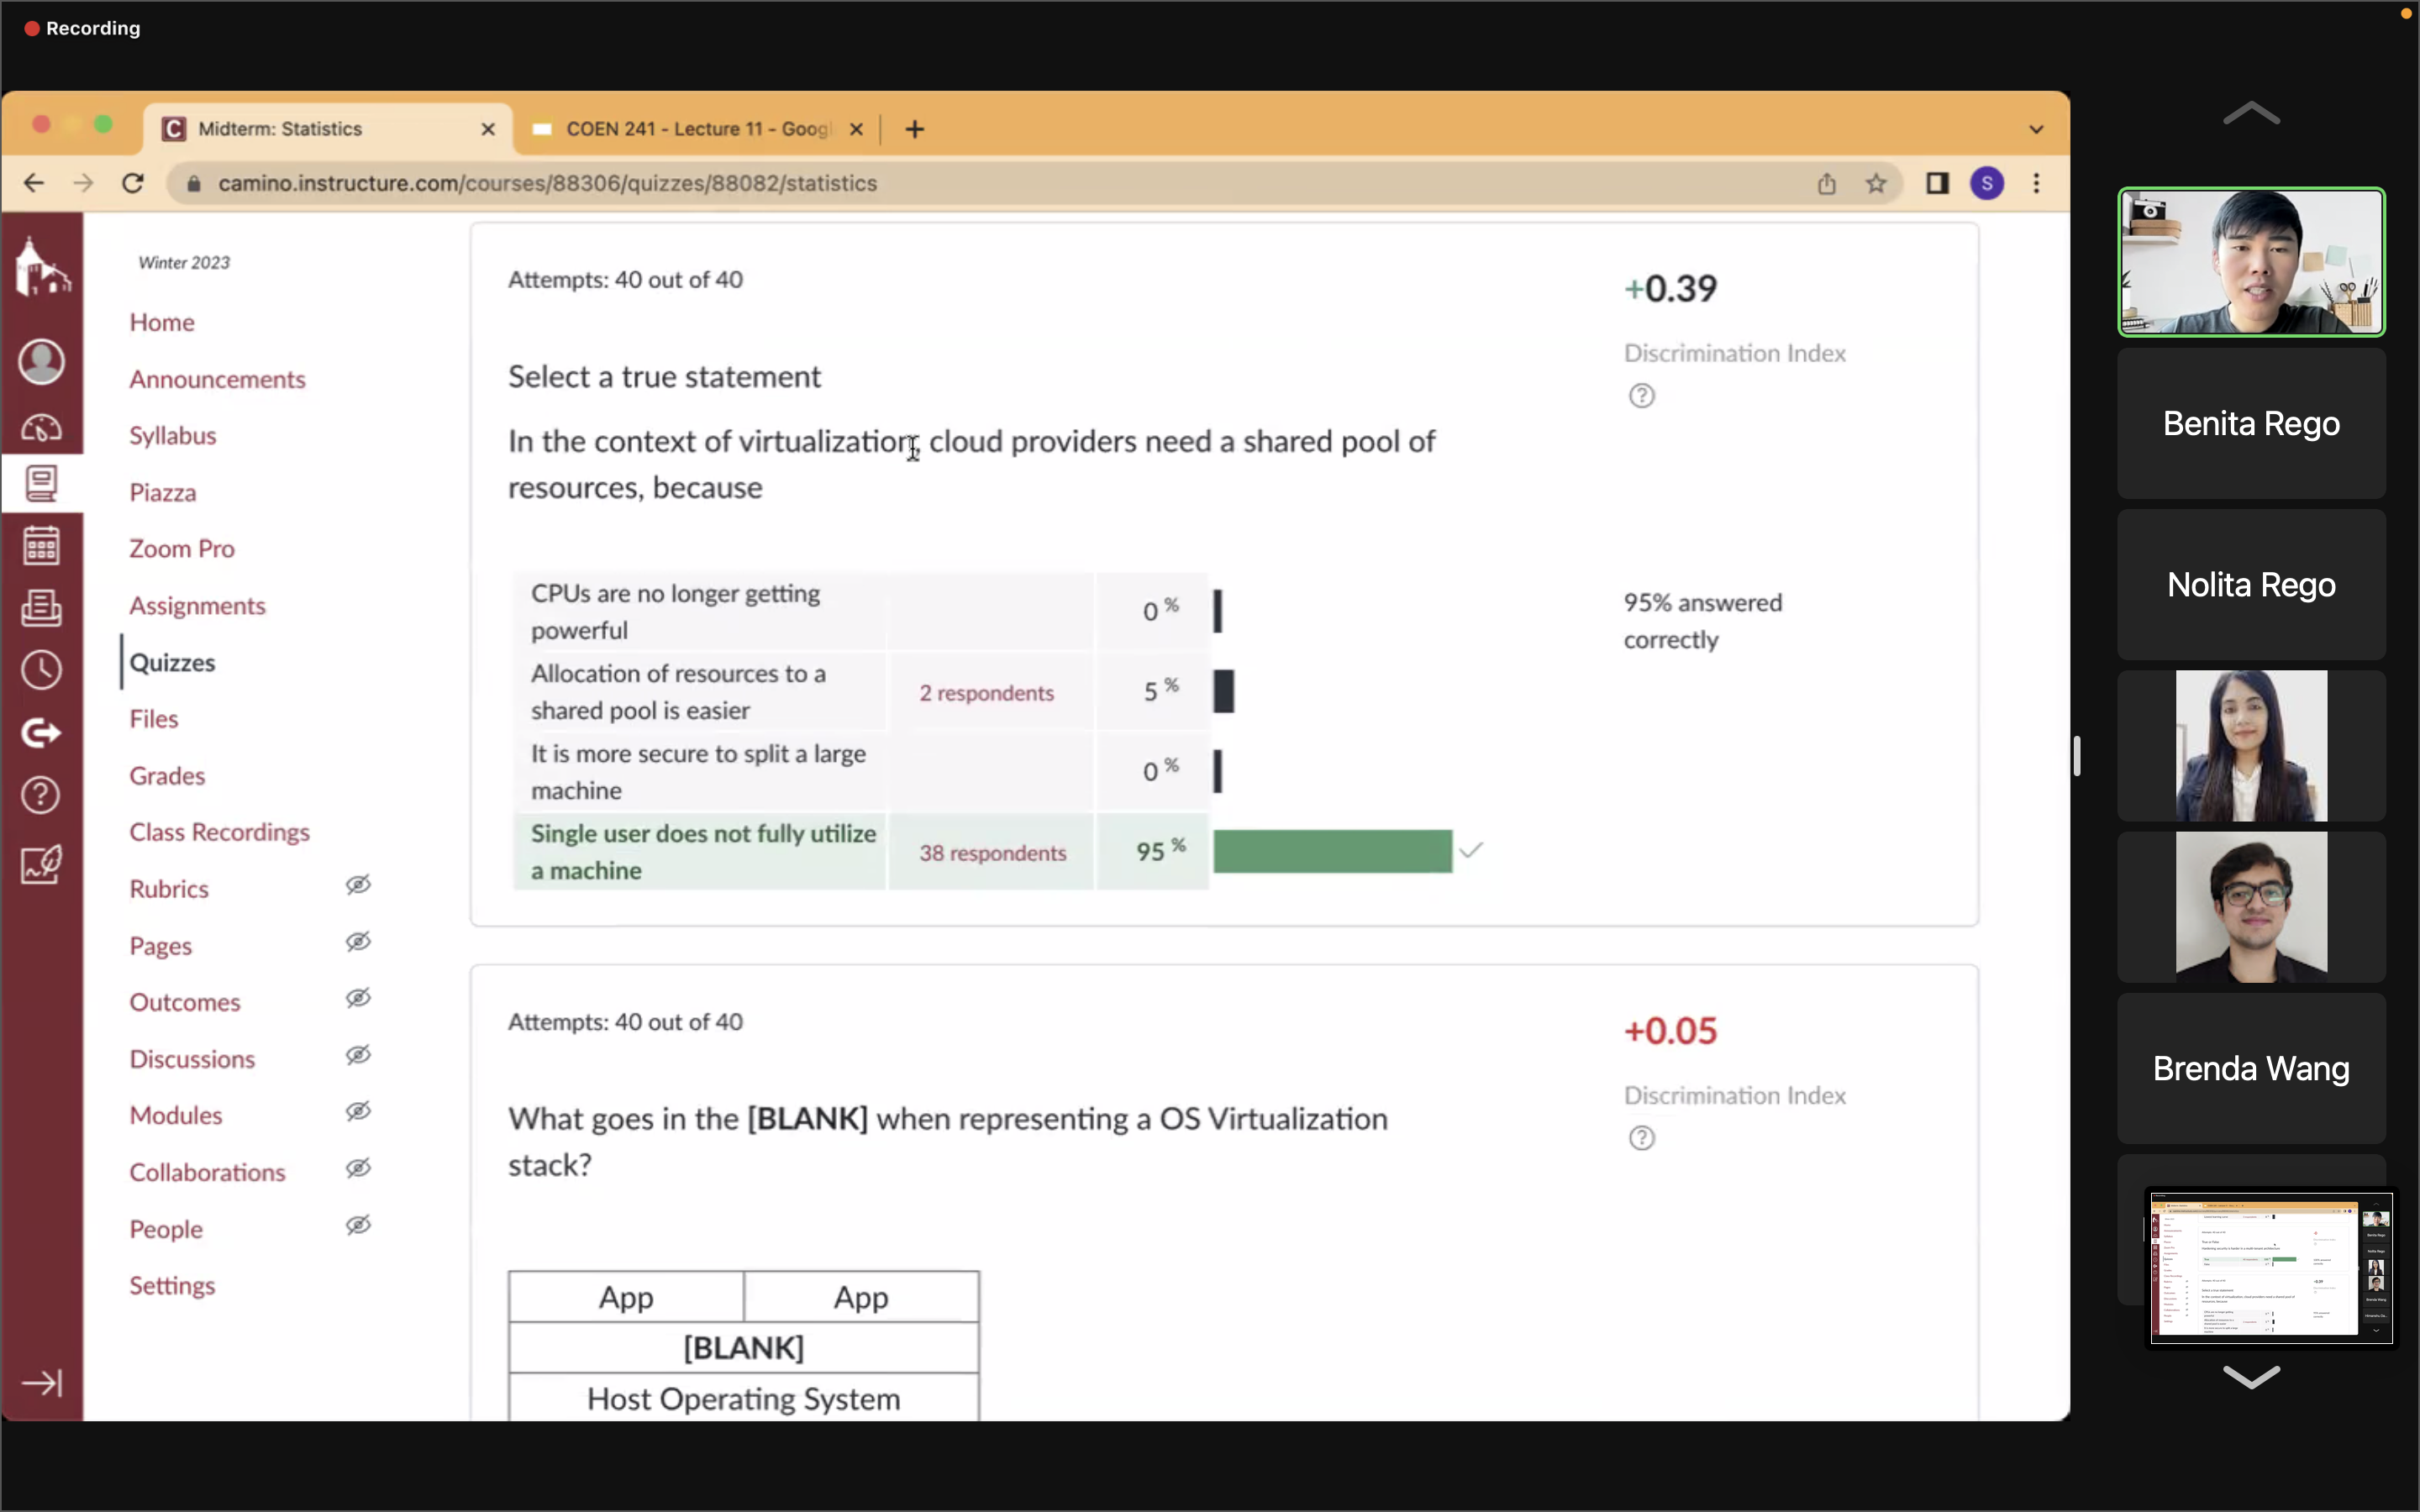 Recording
Midterm: Statistics
COEN 241 - Lecture 11 - Goog
camino.instructure.com/courses/88306/quizzes/88082/statistics
S
Winter 2023
Home
Announcements
Syllabus
Piazza
Zoom Pro
Assignments
Quizzes
Files
Grades
Class Recordings
Rubrics
Pages
Outcomes
Discussions
Modules
Collaborations
People
Settings
Attempts: 40 out of 40
+0.39
Discrimination Index
Select a true statement
In the context of virtualization, cloud providers need a shared pool of
resources, because
CPUs are no longer getting
powerful
0 %
Allocation of resources to a
shared pool is easier
2 respondents
5 %
It is more secure to split a large
machine
0 %
Single user does not fully utilize
a machine
38 respondents
95 %
95% answered
correctly
Attempts: 40 out of 40
+0.05
Discrimination Index
What goes in the [BLANK] when representing a OS Virtualization
stack?
App App
[BLANK]
Host Operating System
Benita Rego
Nolita Rego
Brenda Wang